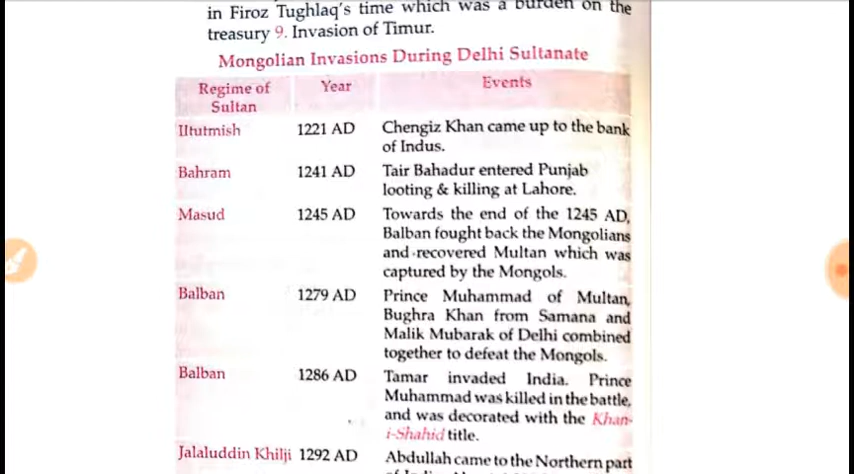 in Firoz Tughlaq's time which was a burden on the
treasury 9. Invasion of Timur.
Mongolian Invasions During Delhi Sultanate
Regime of Sultan Year Events
Iltutmish 1221 AD Chengiz Khan came up to the bank
of Indus.
Bahram 1241 AD Tair Bahadur entered Punjab
looting & killing at Lahore.
Masud 1245 AD Towards the end of the 1245 AD,
Balban fought back the Mongolians
and recovered Multan which was
captured by the Mongols.
Balban 1279 AD Prince Muhammad of Multan,
Bughra Khan from Samana and
Malik Mubarak of Delhi combined
together to defeat the Mongols.
Balban 1286 AD Tamar invaded India. Prince
Muhammad was killed in the battle,
and was decorated with the Khan-
i-Shahid title.
Jalaluddin Khilji 1292 AD Abdullah came to the Northern part